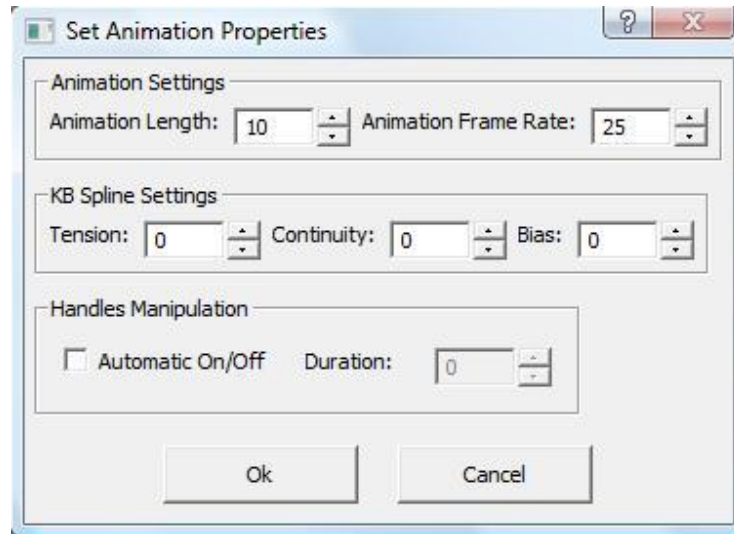 Set Animation Properties
Animation Settings
Animation Length: 10 Animation Frame Rate: 25
KB Spline Settings
Tension: 0 Continuity: 0 Bias: 0
Handles Manipulation
Automatic On/Off Duration: 0
Ok Cancel